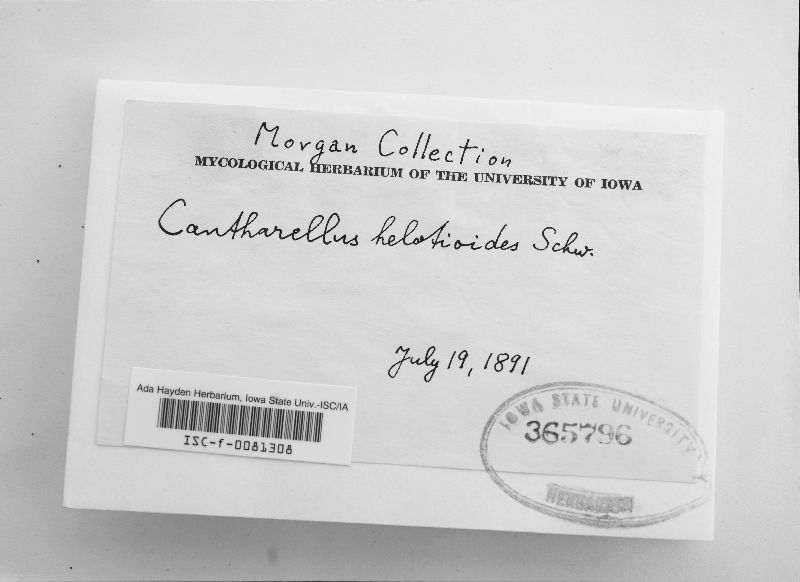 Morgan Collection
MYCOLOGICAL HERBARIUM OF THE UNIVERSITY OF IOWA
Cantharellus helotioides Schw.
July 19, 1891
Ada Hayden Herbarium, Iowa State Univ.-ISC/IA
ISC-f-0081308
IOWA STATE UNIVERSITY
365796
HERBARIUM